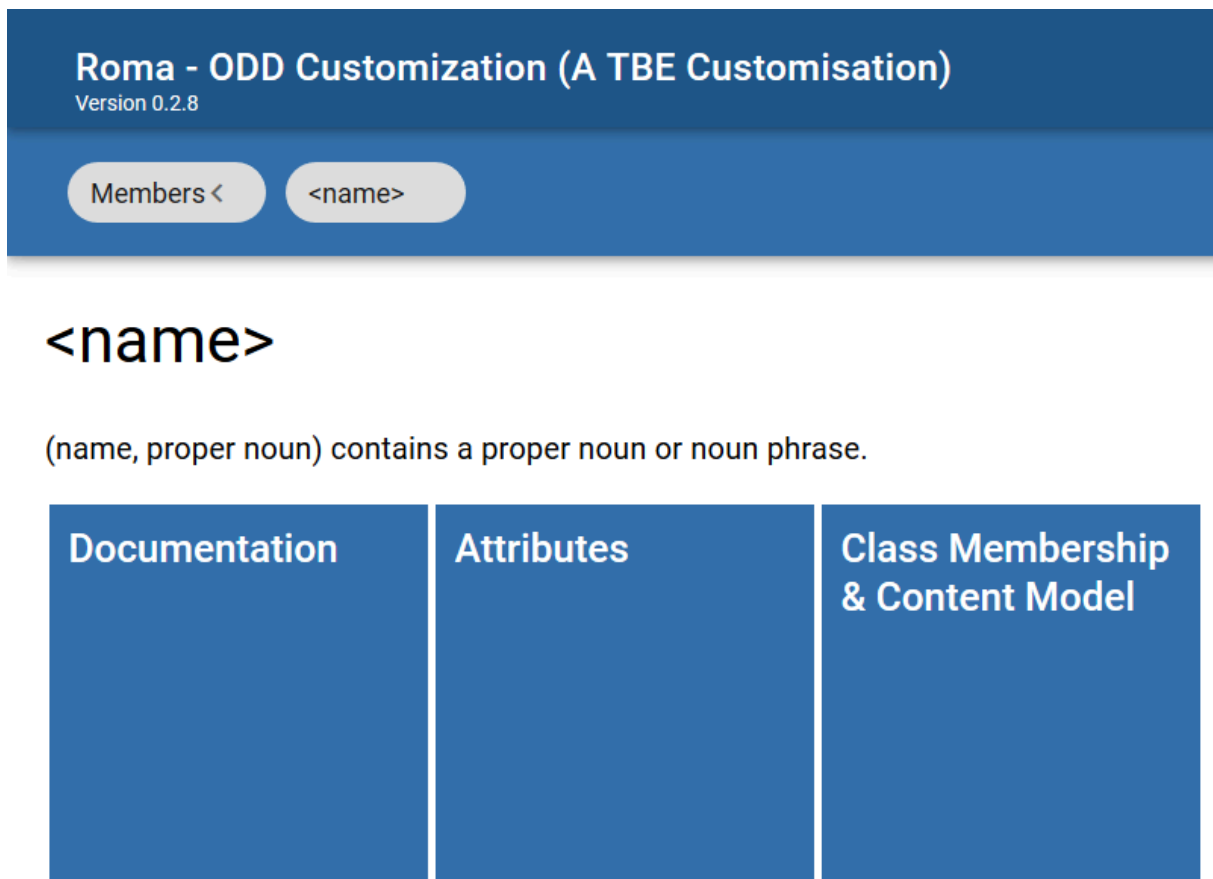 Roma - ODD Customization (A TBE Customisation)
Version 0.2.8
Members <name>
<name>
(name, proper noun) contains a proper noun or noun phrase.
Documentation
Attributes
Class Membership
& Content Model